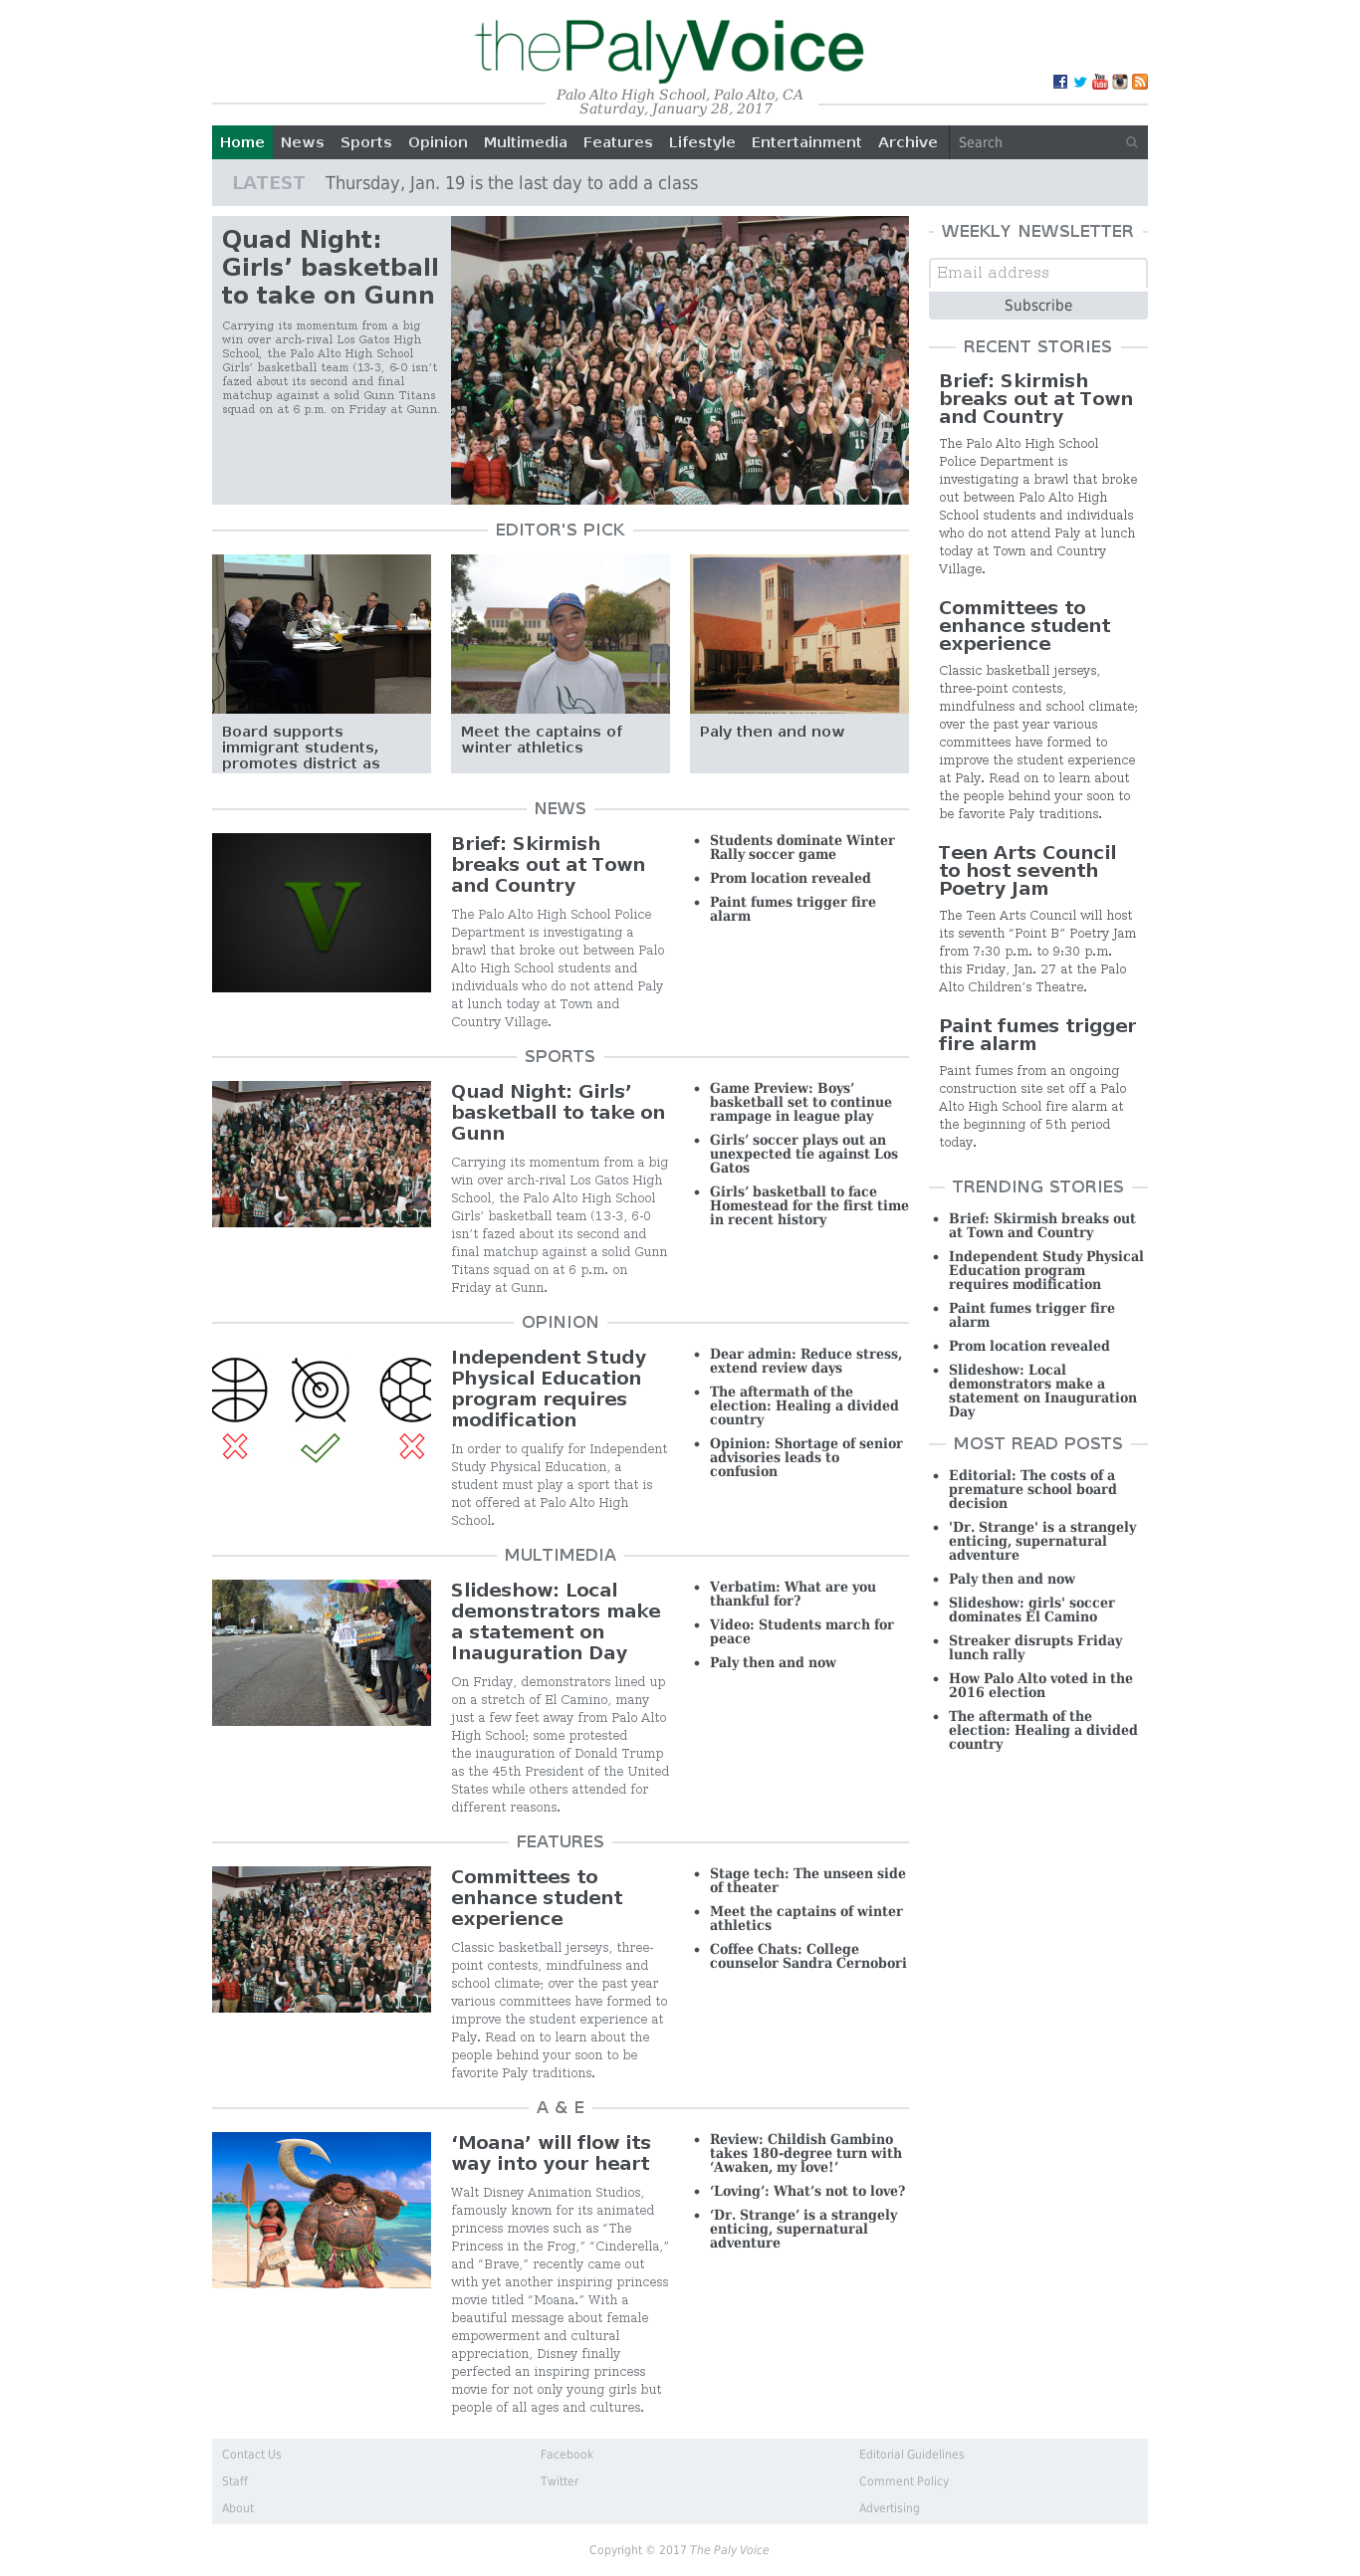 thePalyVoice
Palo Alto High School, Palo Alto, CA
Saturday, January 28, 2017
Home News Sports Opinion Multimedia Features Lifestyle Entertainment Archive Search
LATEST Thursday, Jan. 19 is the last day to add a class
Quad Night:
Girls’ basketball
to take on Gunn
Carrying its momentum from a big
win over arch-rival Los Gatos High
School, the Palo Alto High School
Girls’ basketball team (13-3, 6-0 isn’t
fazed about its second and final
matchup against a solid Gunn Titans
squad on at 6 p.m. on Friday at Gunn.
EDITOR'S PICK
Board supports
immigrant students,
promotes district as
Meet the captains of
winter athletics
Paly then and now
NEWS
V
Brief: Skirmish
breaks out at Town
and Country
The Palo Alto High School Police
Department is investigating a
brawl that broke out between Palo
Alto High School students and
individuals who do not attend Paly
at lunch today at Town and
Country Village.
Students dominate Winter
Rally soccer game
Prom location revealed
Paint fumes trigger fire
alarm
SPORTS
Quad Night: Girls’
basketball to take on
Gunn
Carrying its momentum from a big
win over arch-rival Los Gatos High
School, the Palo Alto High School
Girls’ basketball team (13-3, 6-0
isn’t fazed about its second and
final matchup against a solid Gunn
Titans squad on at 6 p.m. on
Friday at Gunn.
Game Preview: Boys’
basketball set to continue
rampage in league play
Girls’ soccer plays out an
unexpected tie against Los
Gatos
Girls’ basketball to face
Homestead for the first time
in recent history
OPINION
Independent Study
Physical Education
program requires
modification
In order to qualify for Independent
Study Physical Education, a
student must play a sport that is
not offered at Palo Alto High
School.
Dear admin: Reduce stress,
extend review days
The aftermath of the
election: Healing a divided
country
Opinion: Shortage of senior
advisories leads to
confusion
MULTIMEDIA
Slideshow: Local
demonstrators make
a statement on
Inauguration Day
On Friday, demonstrators lined up
on a stretch of El Camino, many
just a few feet away from Palo Alto
High School; some protested
the inauguration of Donald Trump
as the 45th President of the United
States while others attended for
different reasons.
Verbatim: What are you
thankful for?
Video: Students march for
peace
Paly then and now
FEATURES
Committees to
enhance student
experience
Classic basketball jerseys, three-
point contests, mindfulness and
school climate; over the past year
various committees have formed to
improve the student experience at
Paly. Read on to learn about the
people behind your soon to be
favorite Paly traditions.
Stage tech: The unseen side
of theater
Meet the captains of winter
athletics
Coffee Chats: College
counselor Sandra Cernobori
A & E
‘Moana’ will flow its
way into your heart
Walt Disney Animation Studios,
famously known for its animated
princess movies such as “The
Princess in the Frog,” “Cinderella,”
and “Brave,” recently came out
with yet another inspiring princess
movie titled “Moana.” With a
beautiful message about female
empowerment and cultural
appreciation, Disney finally
perfected an inspiring princess
movie for not only young girls but
people of all ages and cultures.
Review: Childish Gambino
takes 180-degree turn with
‘Awaken, my love!’
‘Loving’: What’s not to love?
‘Dr. Strange’ is a strangely
enticing, supernatural
adventure
WEEKLY NEWSLETTER
Email address
Subscribe
RECENT STORIES
Brief: Skirmish
breaks out at Town
and Country
The Palo Alto High School
Police Department is
investigating a brawl that broke
out between Palo Alto High
School students and individuals
who do not attend Paly at lunch
today at Town and Country
Village.
Committees to
enhance student
experience
Classic basketball jerseys,
three-point contests,
mindfulness and school climate;
over the past year various
committees have formed to
improve the student experience
at Paly. Read on to learn about
the people behind your soon to
be favorite Paly traditions.
Teen Arts Council
to host seventh
Poetry Jam
The Teen Arts Council will host
its seventh “Point B” Poetry Jam
from 7:30 p.m. to 9:30 p.m.
this Friday, Jan. 27 at the Palo
Alto Children’s Theatre.
Paint fumes trigger
fire alarm
Paint fumes from an ongoing
construction site set off a Palo
Alto High School fire alarm at
the beginning of 5th period
today.
TRENDING STORIES
Brief: Skirmish breaks out
at Town and Country
Independent Study Physical
Education program
requires modification
Paint fumes trigger fire
alarm
Prom location revealed
Slideshow: Local
demonstrators make a
statement on Inauguration
Day
MOST READ POSTS
Editorial: The costs of a
premature school board
decision
'Dr. Strange' is a strangely
enticing, supernatural
adventure
Paly then and now
Slideshow: girls' soccer
dominates El Camino
Streaker disrupts Friday
lunch rally
How Palo Alto voted in the
2016 election
The aftermath of the
election: Healing a divided
country
Contact Us Facebook Editorial Guidelines
Staff Twitter Comment Policy
About Advertising
Copyright © 2017 The Paly Voice